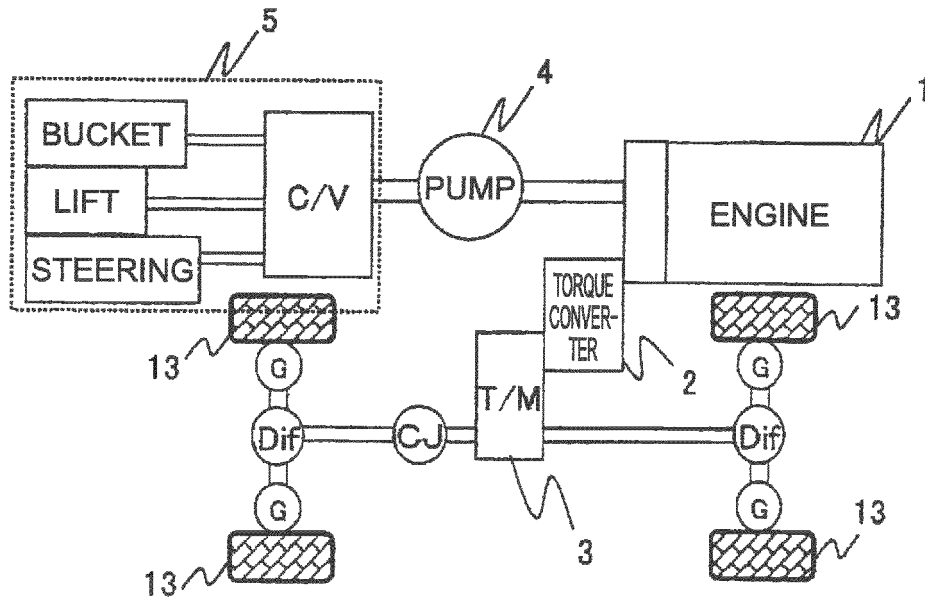 5
4
1
BUCKET
LIFT
STEERING
C/V
PUMP
ENGINE
TORQUE
CONVER-
TER
2
13
13
G
G
T/M
Dif
CJ
Dif
G
G
3
13
13